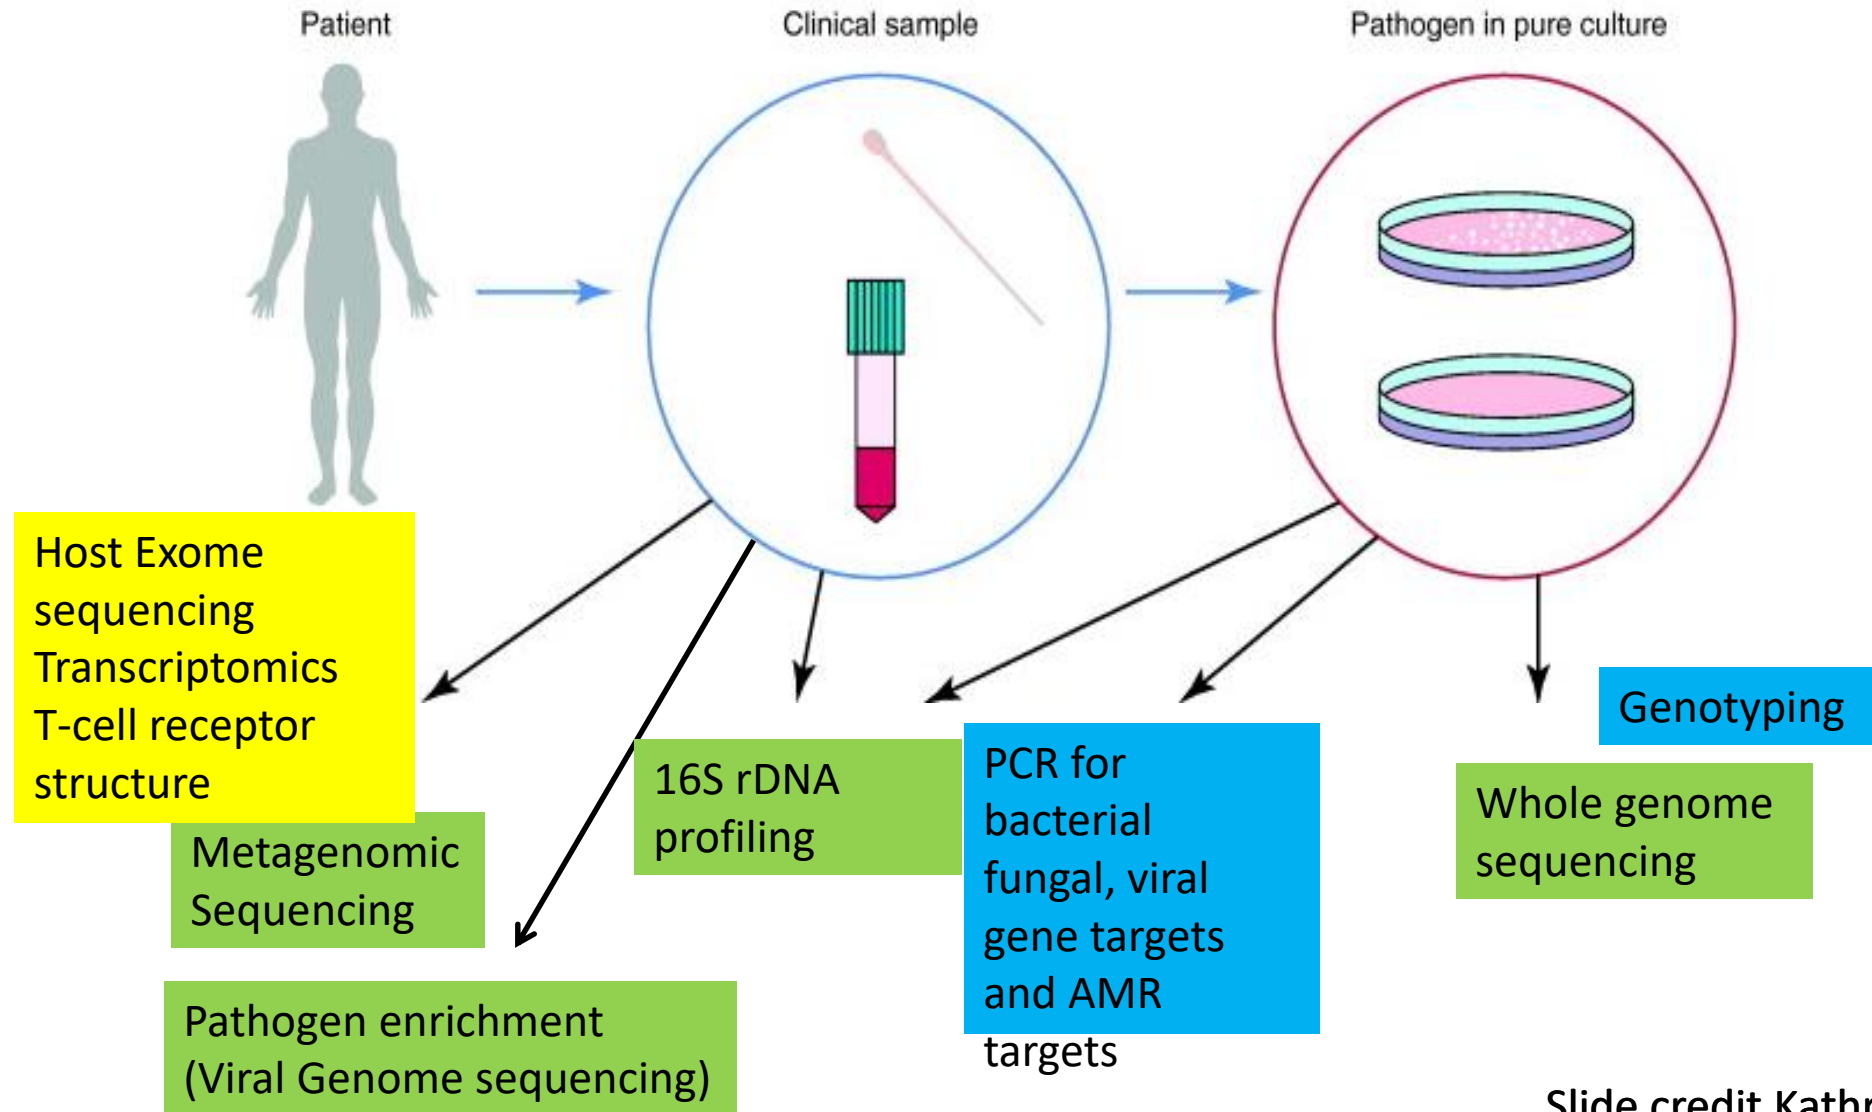 Patient
Clinical sample
Pathogen in pure culture
Host Exome
sequencing
Transcriptomics
T-cell receptor
structure
Metagenomic
Sequencing
Pathogen enrichment
(Viral Genome sequencing)
16S rDNA
profiling
PCR for
bacterial
fungal, viral
gene targets
and AMR
targets
Genotyping
Whole genome
sequencing
Slide credit